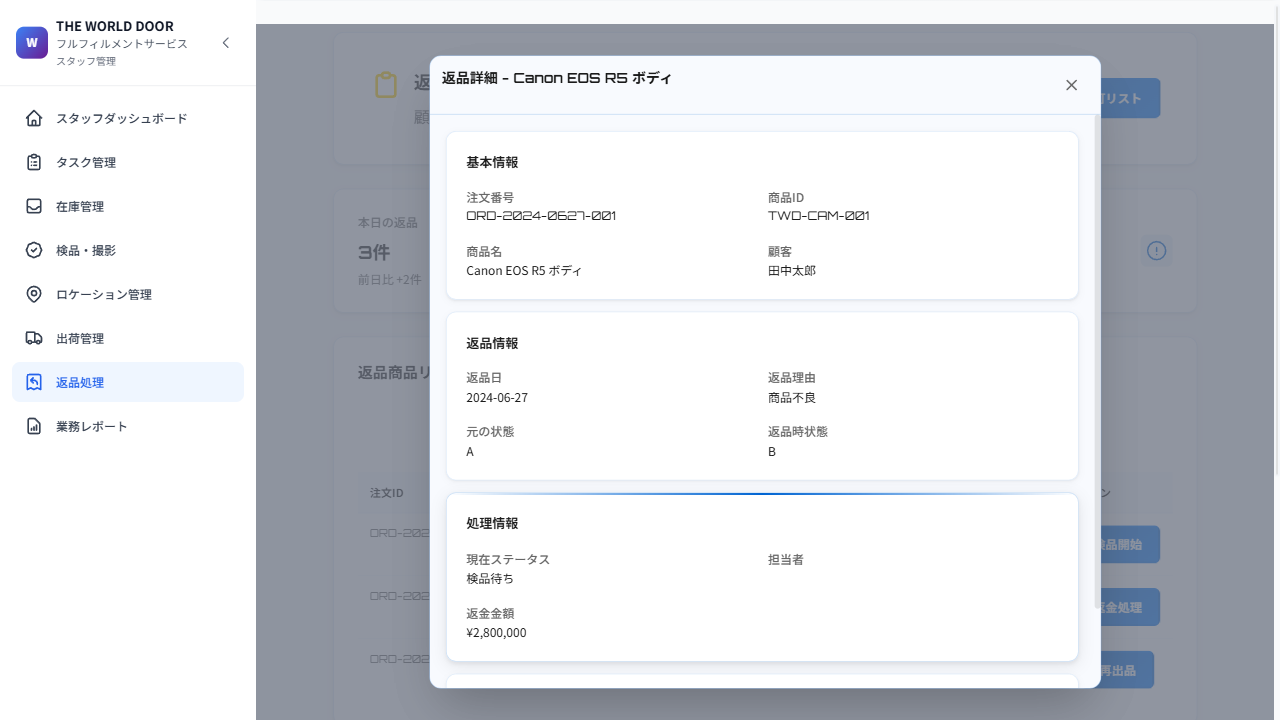 W
THE WORLD DOOR
フルフィルメントサービス
スタッフ管理
スタッフダッシュボード
タスク管理
在庫管理
検品・撮影
ロケーション管理
出荷管理
返品処理
業務レポート
返
顧
リスト
本日の返品
3件
前日比 +2件
返品商品リ
注文ID
ン
ORD-202
品開始
ORD-202
金処理
ORD-202
再出品
返品詳細 - Canon EOS R5 ボディ
基本情報
注文番号
商品ID
ORD-2024-0627-001
TWD-CAM-001
商品名
顧客
Canon EOS R5 ボディ
田中太郎
返品情報
返品日
返品理由
2024-06-27
商品不良
元の状態
返品時状態
A
B
処理情報
現在ステータス
担当者
検品待ち
返金金額
¥2,800,000